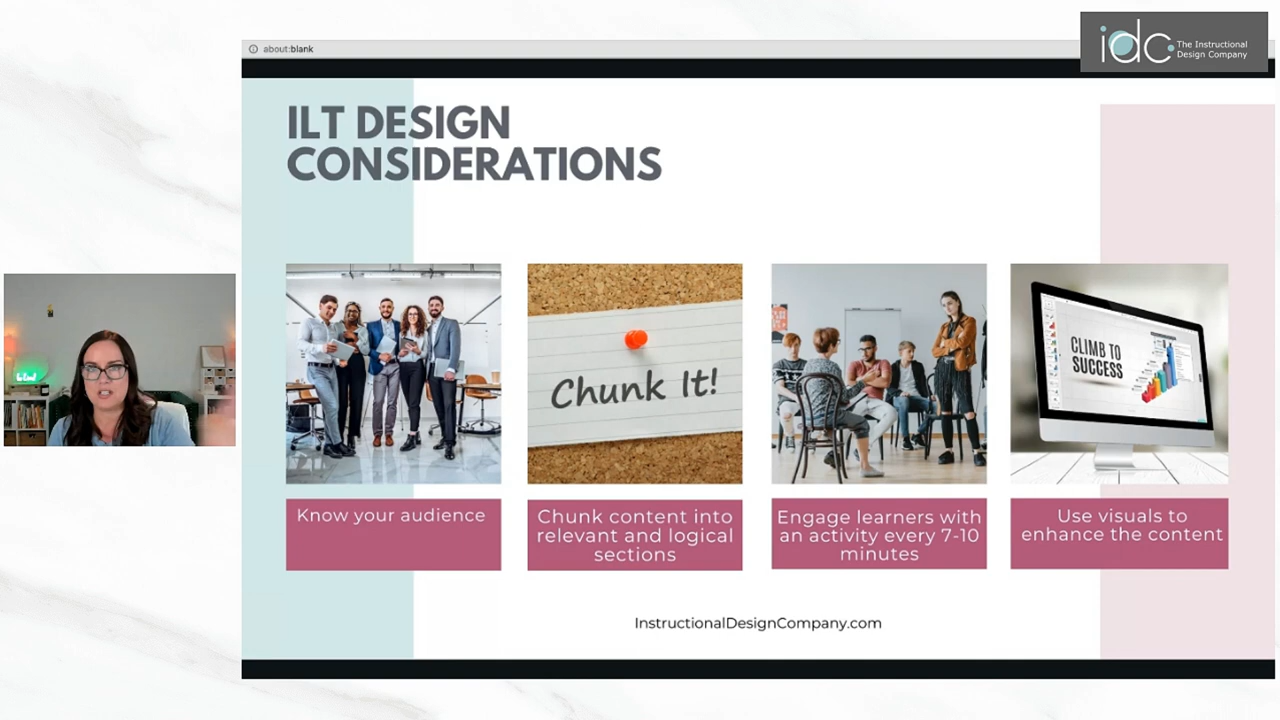 about:blank
idc
The Instructional
Design Company
ILT DESIGN
CONSIDERATIONS
Chunk It!
CLIMB TO
SUCCESS
Know your audience
Chunk content into
relevant and logical
sections
Engage learners with
an activity every 7-10
minutes
Use visuals to
enhance the content
InstructionalDesignCompany.com